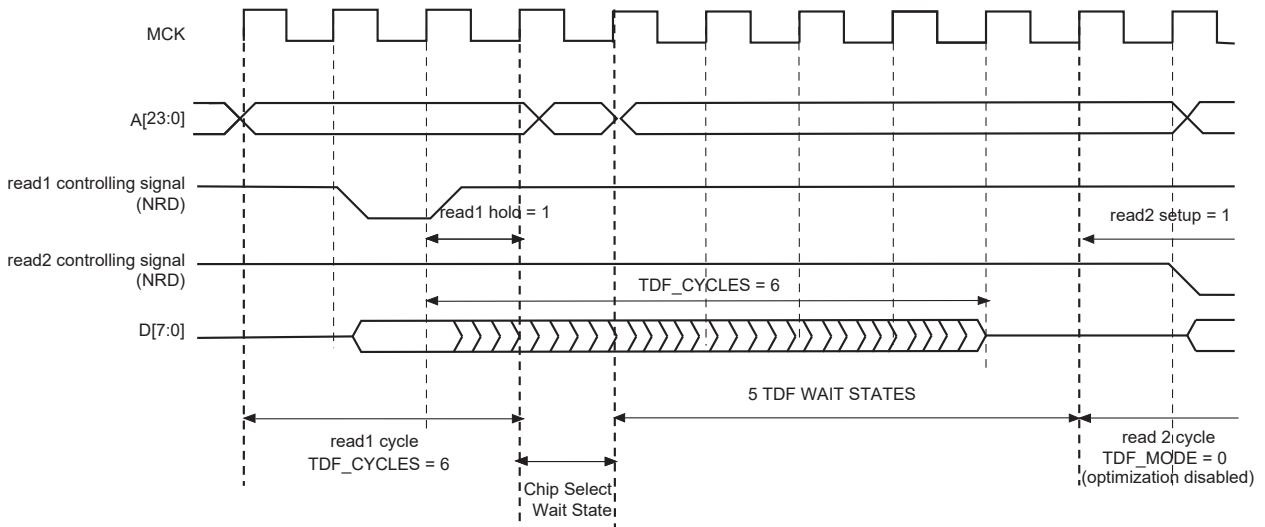 MCK
A[23:0]
read1 controlling signal
(NRD)
read1 hold = 1
read2 setup = 1
read2 controlling signal
(NRD)
TDF_CYCLES = 6
D[7:0]
5 TDF WAIT STATES
read1 cycle
TDF_CYCLES = 6
read 2 cycle
TDF_MODE = 0
(optimization disabled)
Chip Select
Wait State